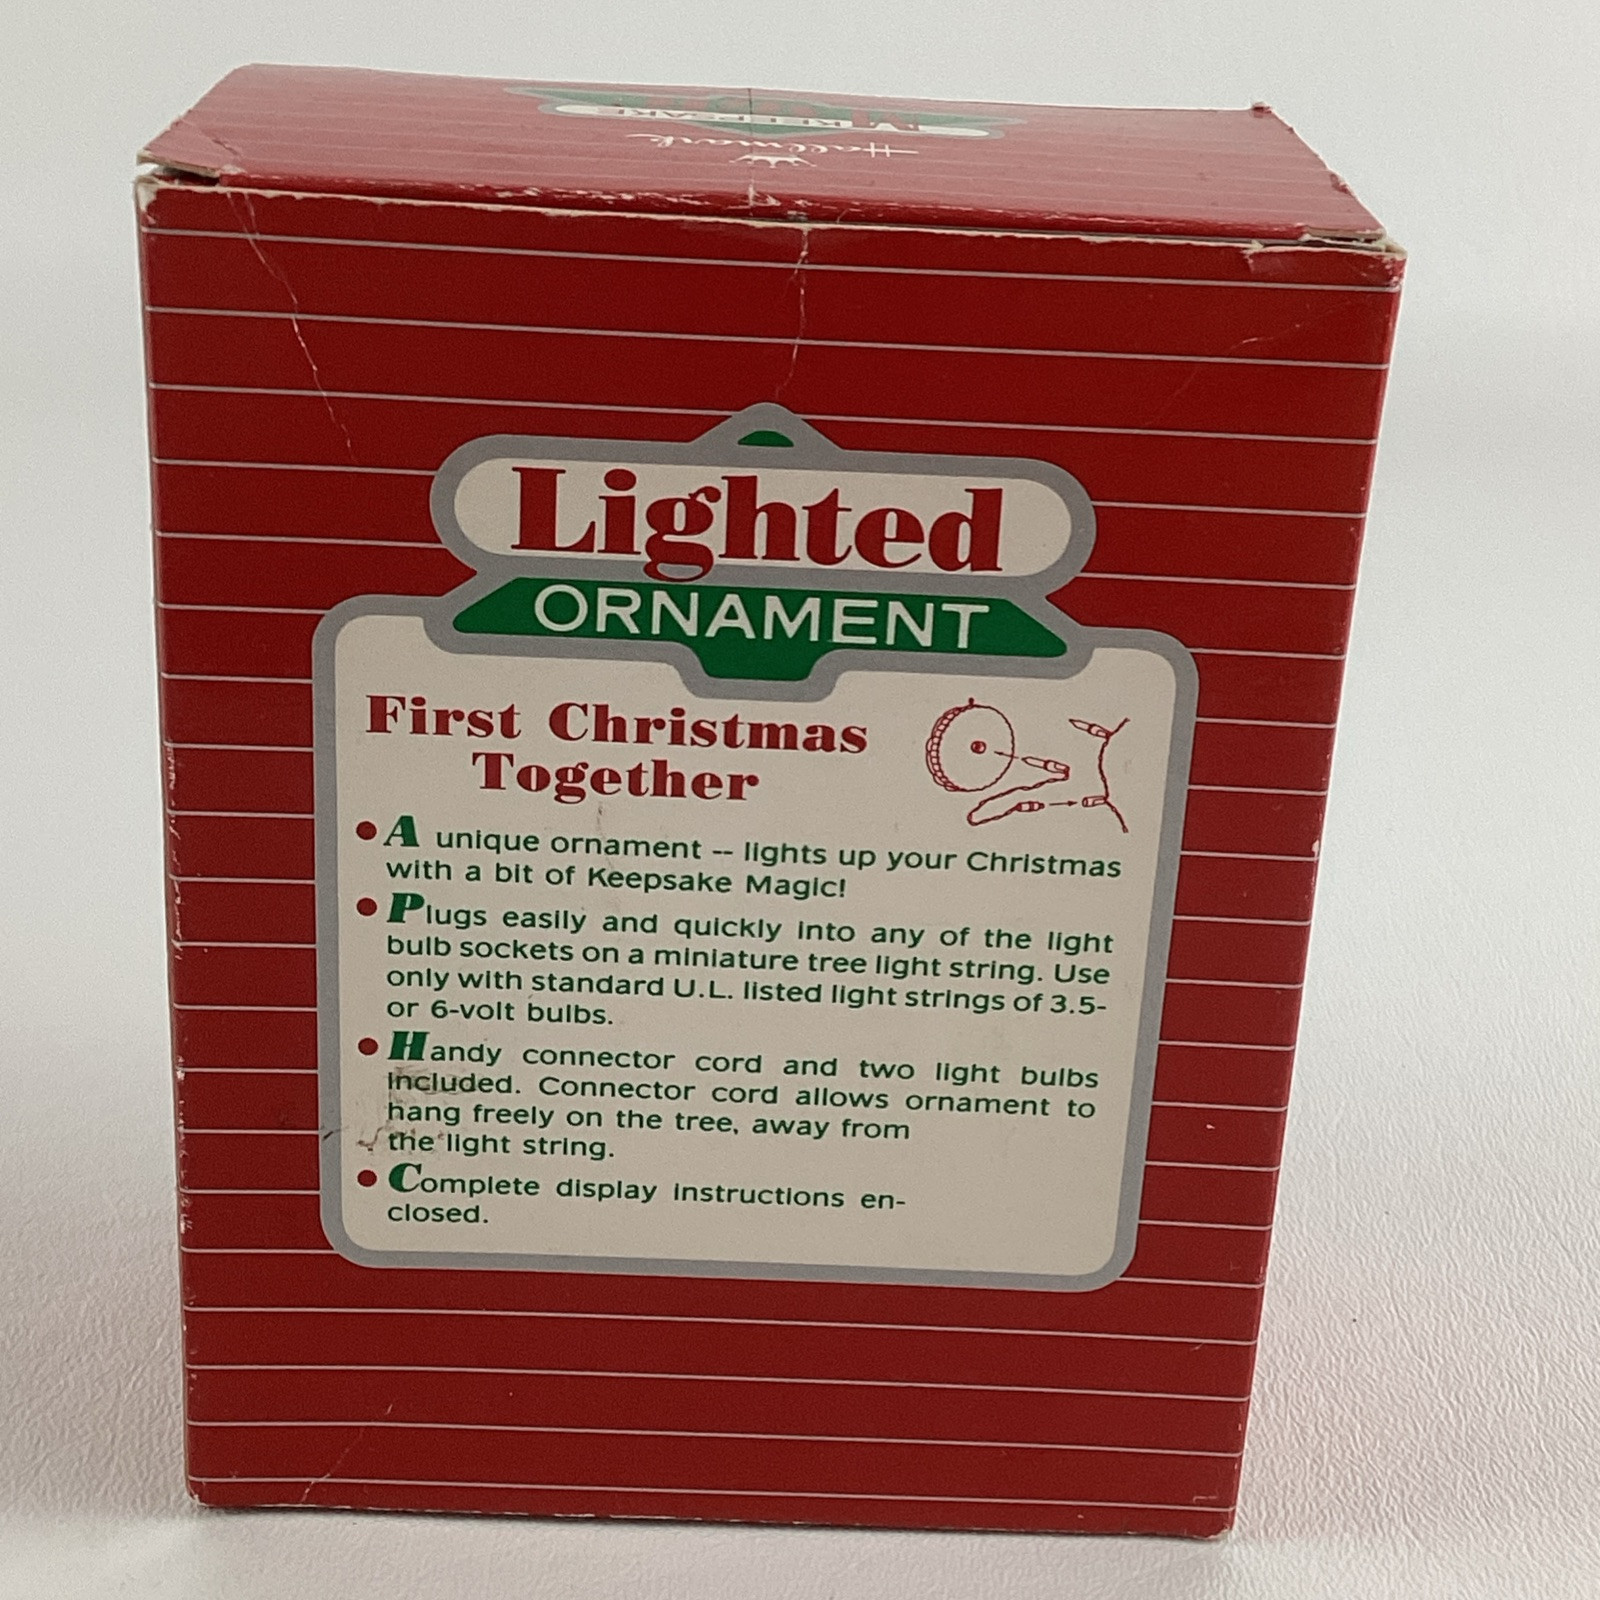 MAGIC
KEEPSAKE
Hallmark
Lighted
ORNAMENT
First Christmas
Together
• A unique ornament -- lights up your Christmas
with a bit of Keepsake Magic!
• Plugs easily and quickly into any of the light
bulb sockets on a miniature tree light string. Use
only with standard U.L. listed light strings of 3.5-
or 6-volt bulbs.
• Handy connector cord and two light bulbs
included. Connector cord allows ornament to
hang freely on the tree, away from
the light string.
• Complete display instructions en-
closed.